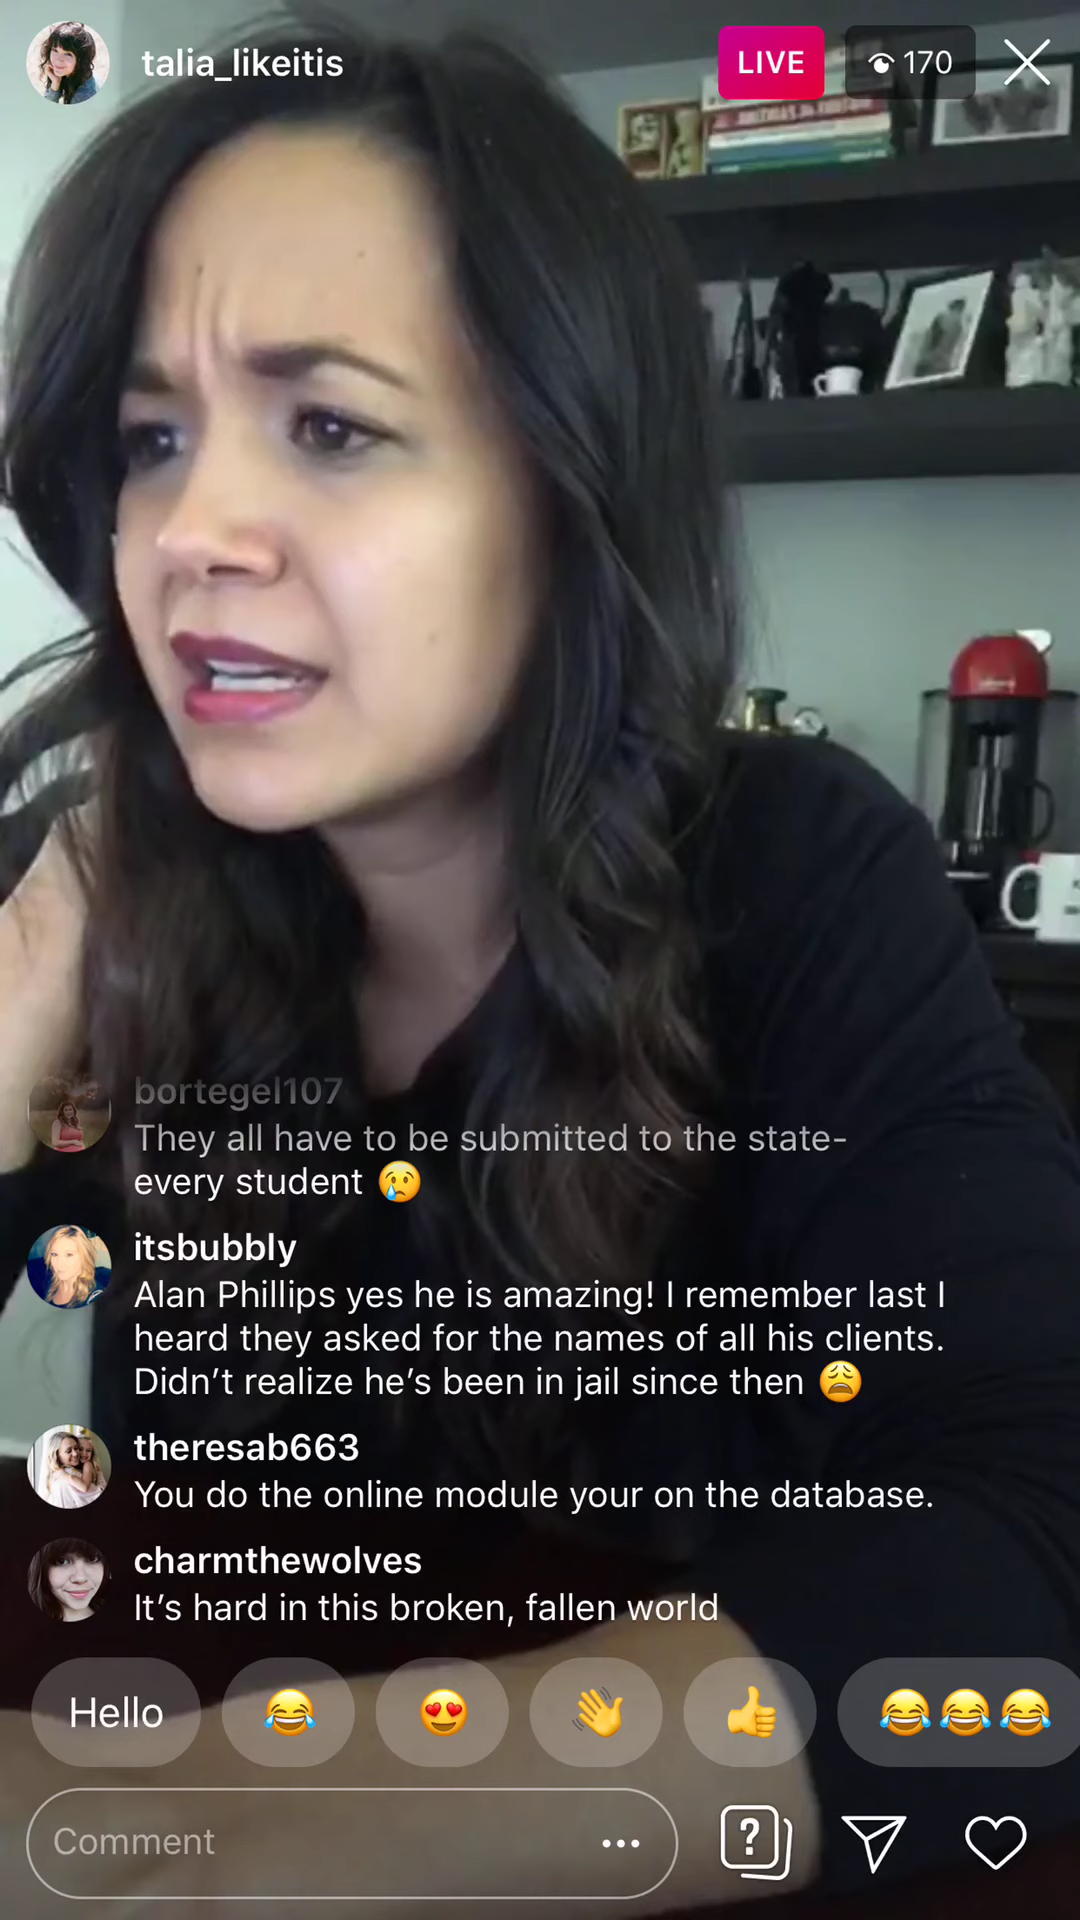 talia_likeitis
LIVE
170
bortegel107
They all have to be submitted to the state-
every student 😢
itsbubbly
Alan Phillips yes he is amazing! I remember last I
heard they asked for the names of all his clients.
Didn't realize he's been in jail since then 😩
theresab663
You do the online module your on the database.
charmthewolves
It's hard in this broken, fallen world
Hello
Comment